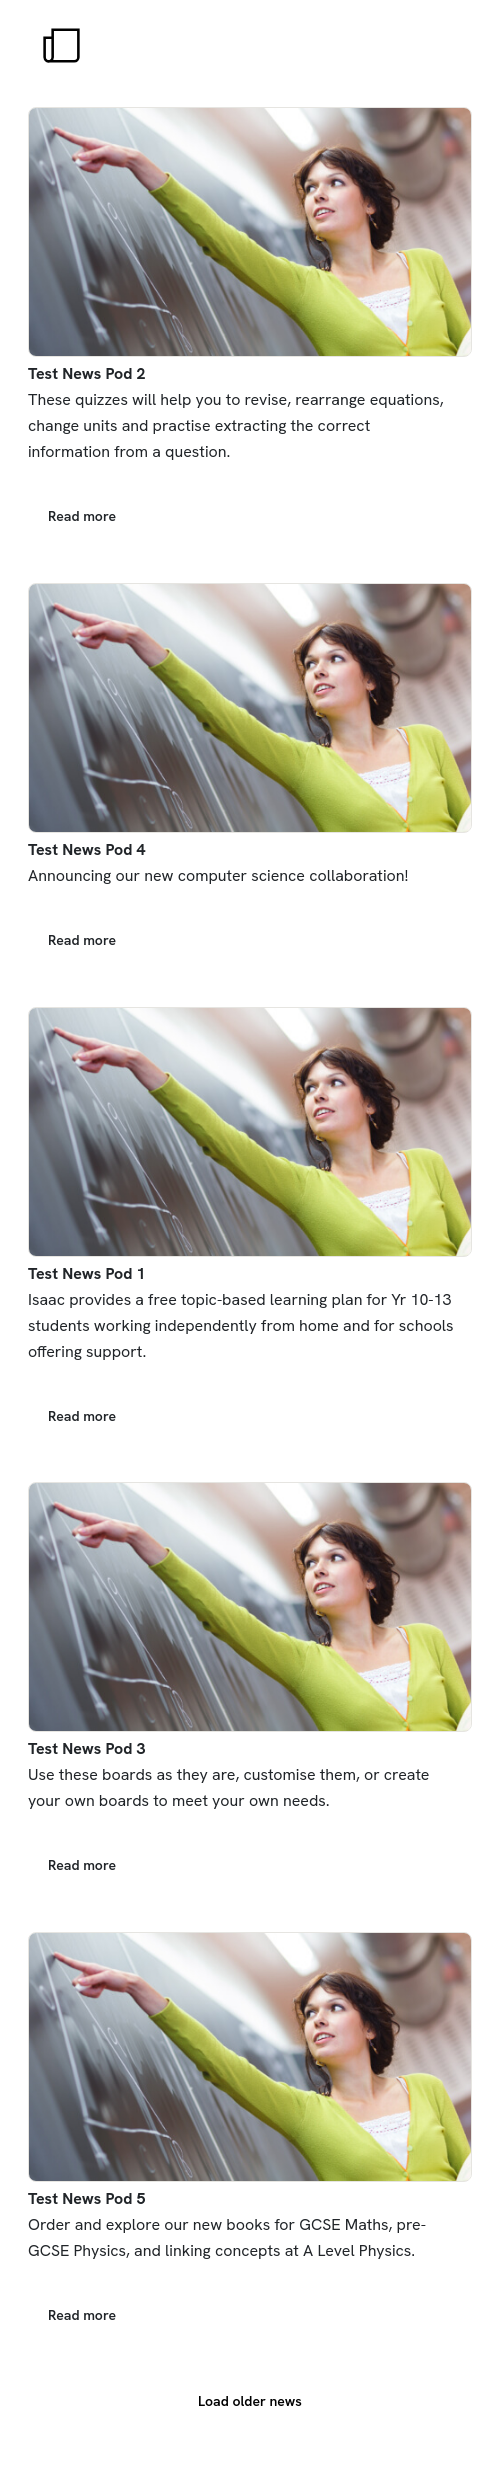 Test News Pod 2
These quizzes will help you to revise, rearrange equations,
change units and practise extracting the correct
information from a question.
Read more
Test News Pod 4
Announcing our new computer science collaboration!
Read more
Test News Pod 1
Isaac provides a free topic-based learning plan for Yr 10-13
students working independently from home and for schools
offering support.
Read more
Test News Pod 3
Use these boards as they are, customise them, or create
your own boards to meet your own needs.
Read more
Test News Pod 5
Order and explore our new books for GCSE Maths, pre-
GCSE Physics, and linking concepts at A Level Physics.
Read more
Load older news